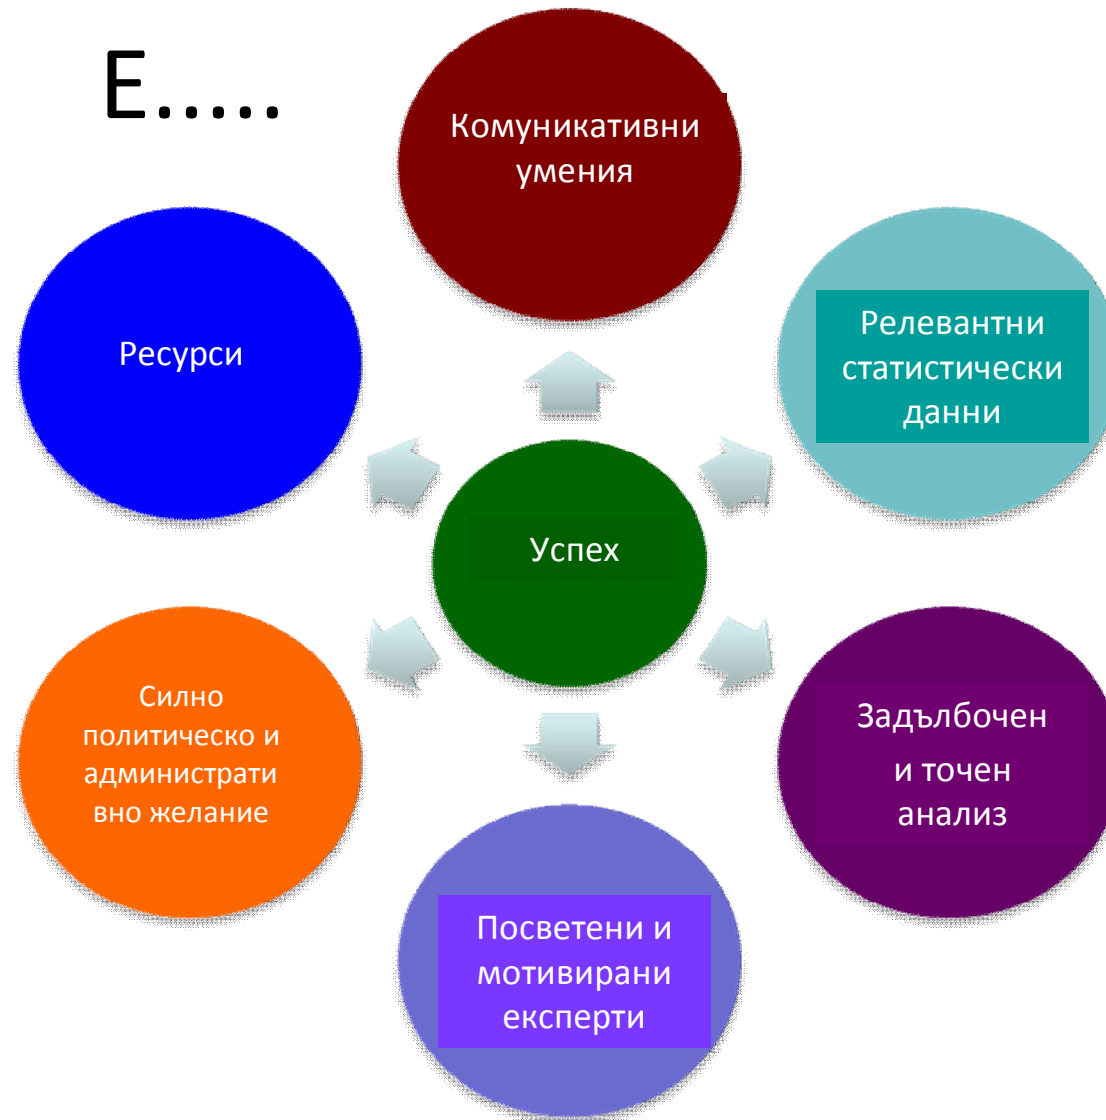 Е.....
Комуникативни
умения
Релевантни
статистически
данни
Задълбочен
и точен
анализ
Посветени и
мотивирани
експерти
Силно
политическо и
администрати
вно желание
Ресурси
Успех